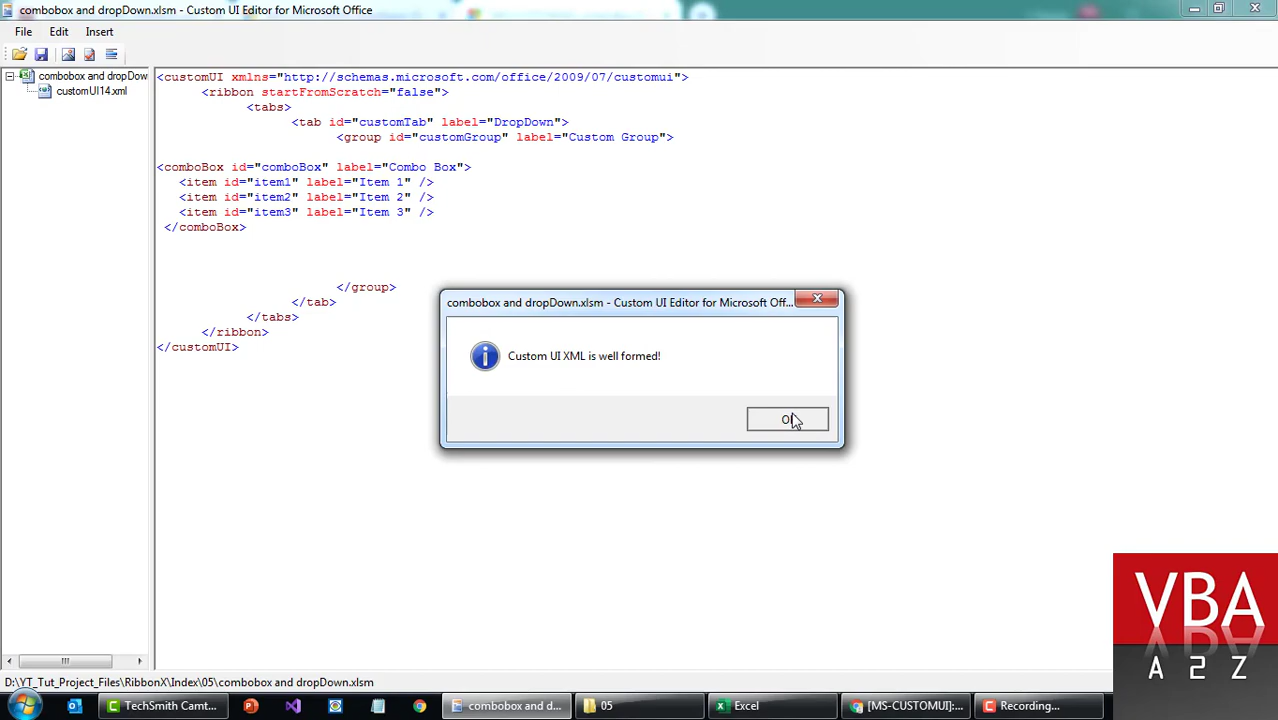 combobox and dropDown.xlsm - Custom UI Editor for Microsoft Office
File Edit Insert
combobox and dropDow
customUI14.xml
<customUI xmlns="http://schemas.microsoft.com/office/2009/07/customui">
<ribbon startFromScratch="false">
<tabs>
<tab id="customTab" label="DropDown">
<group id="customGroup" label="Custom Group">
<comboBox id="comboBox" label="Combo Box">
<item id="item1" label="Item 1" />
<item id="item2" label="Item 2" />
<item id="item3" label="Item 3" />
</comboBox>
</group>
</tab>
</tabs>
</ribbon>
</customUI>
combobox and dropDown.xlsm - Custom UI Editor for Microsoft Off...
Custom UI XML is well formed!
VBA
A 2 Z
D:\YT_Tut_Project_Files\RibbonX\Index\05\combobox and dropDown.xlsm
TechSmith Camt...
combobox and d...
05
Excel
[MS-CUSTOMUI]:...
Recording...